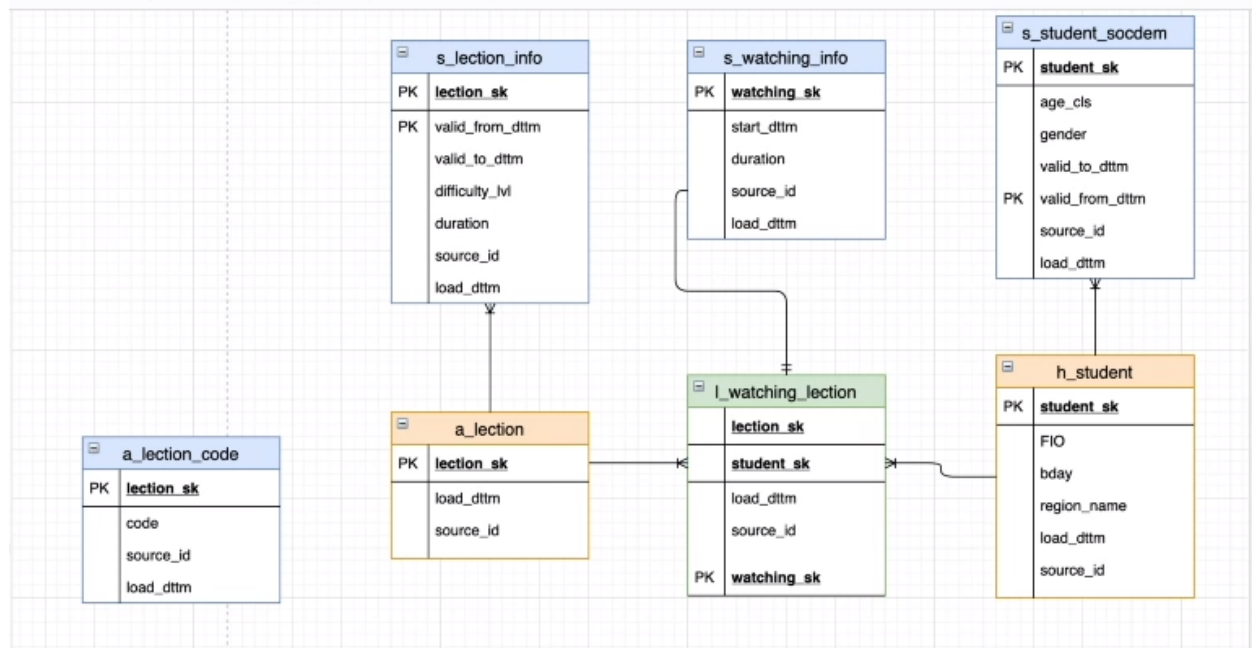 s_lection_info
PK lection_sk
PK valid_from_dttm
valid_to_dttm
difficulty_lvl
duration
source_id
load_dttm
s_watching_info
PK watching_sk
start_dttm
duration
source_id
load_dttm
s_student_socdem
PK student_sk
age_cls
gender
valid_to_dttm
PK valid_from_dttm
source_id
load_dttm
a_lection_code
PK lection_sk
code
source_id
load_dttm
a_lection
PK lection_sk
load_dttm
source_id
l_watching_lection
lection_sk
student_sk
load_dttm
source_id
PK watching_sk
h_student
PK student_sk
FIO
bday
region_name
load_dttm
source_id